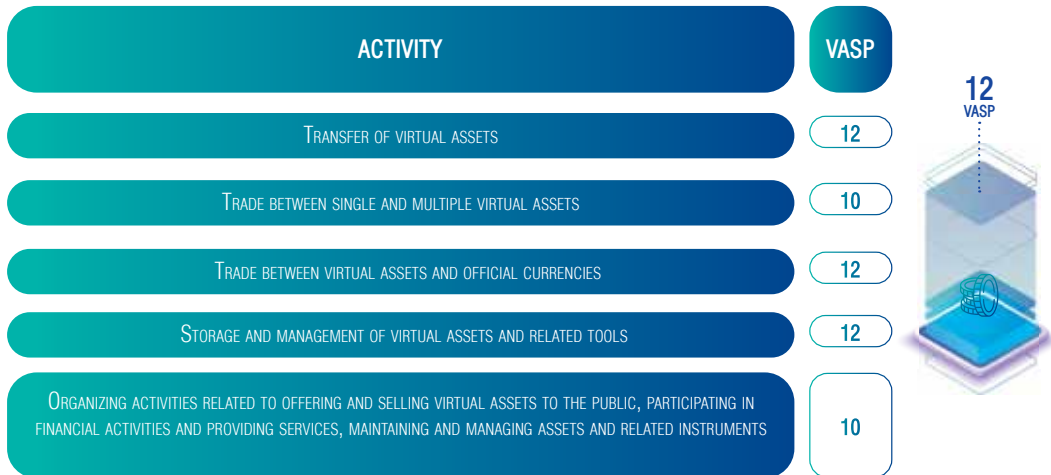 ACTIVITY
VASP
TRANSFER OF VIRTUAL ASSETS
12
TRADE BETWEEN SINGLE AND MULTIPLE VIRTUAL ASSETS
10
TRADE BETWEEN VIRTUAL ASSETS AND OFFICIAL CURRENCIES
12
STORAGE AND MANAGEMENT OF VIRTUAL ASSETS AND RELATED TOOLS
12
ORGANIZING ACTIVITIES RELATED TO OFFERING AND SELLING VIRTUAL ASSETS TO THE PUBLIC, PARTICIPATING IN
FINANCIAL ACTIVITIES AND PROVIDING SERVICES, MAINTAINING AND MANAGING ASSETS AND RELATED INSTRUMENTS
10
12
VASP